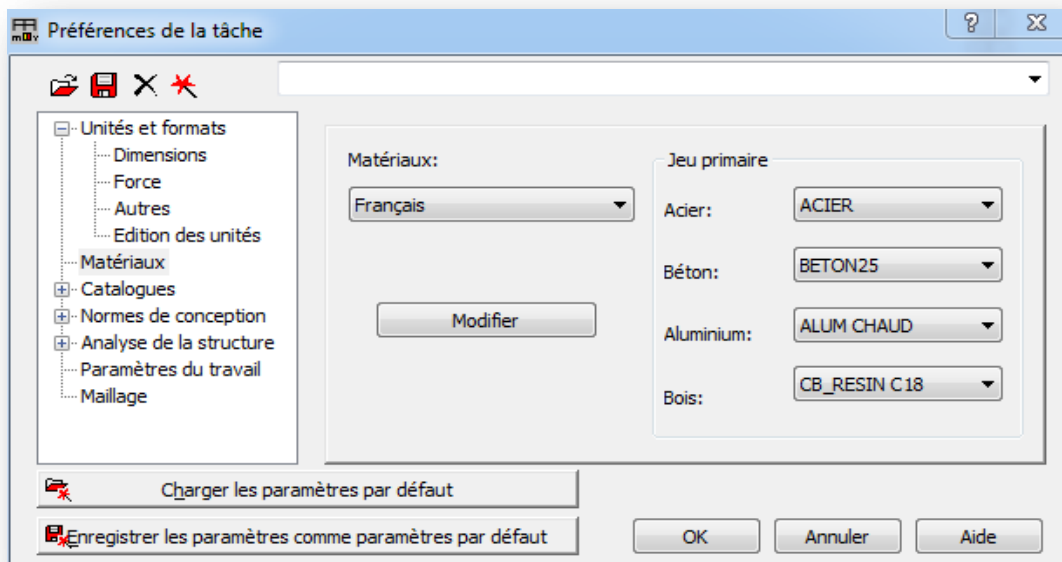 Préférences de la tâche
Unités et formats
Dimensions
Force
Autres
Edition des unités
Matériaux
Catalogues
Normes de conception
Analyse de la structure
Paramètres du travail
Maillage
Matériaux:
Français
Modifier
Jeu primaire
Acier:
ACIER
Béton:
BETON25
Aluminium:
ALUM CHAUD
Bois:
CB_RESIN C18
Charger les paramètres par défaut
Enregistrer les paramètres comme paramètres par défaut
OK
Annuler
Aide